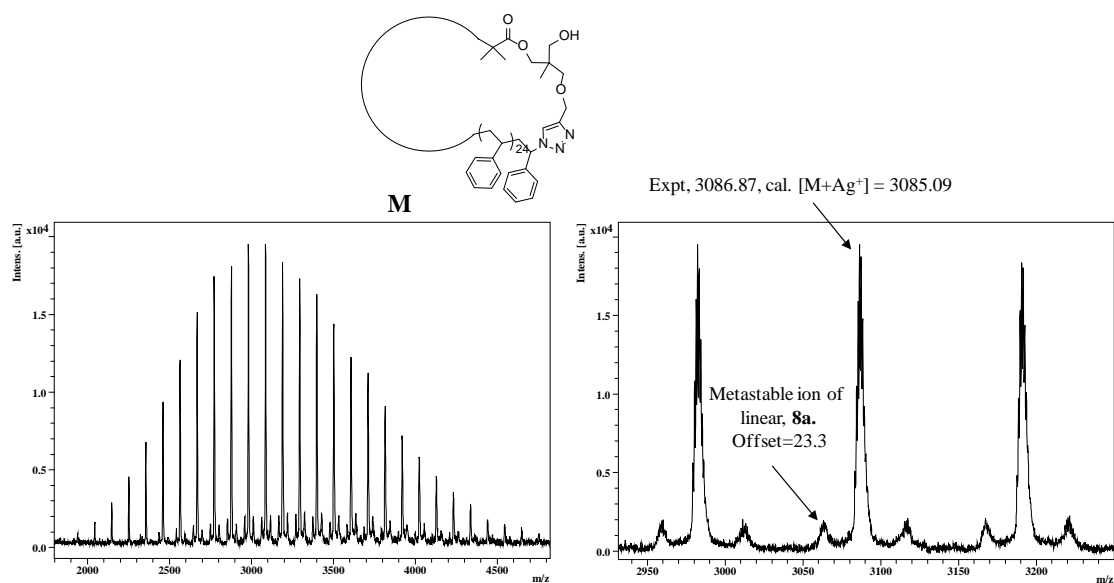 O
O
OH
O
24
N
N
N
M
Expt, 3086.87, cal. [M+Ag⁺] = 3085.09
x10⁴
Intens. [a.u.]
1.5
1.0
0.5
0.0
2000
2500
3000
3500
4000
4500
m/z
x10⁴
Intens. [a.u.]
1.5
1.0
0.5
0.0
Metastable ion of
linear, 8a.
Offset=23.3
2950
3000
3050
3100
3150
3200
m/z